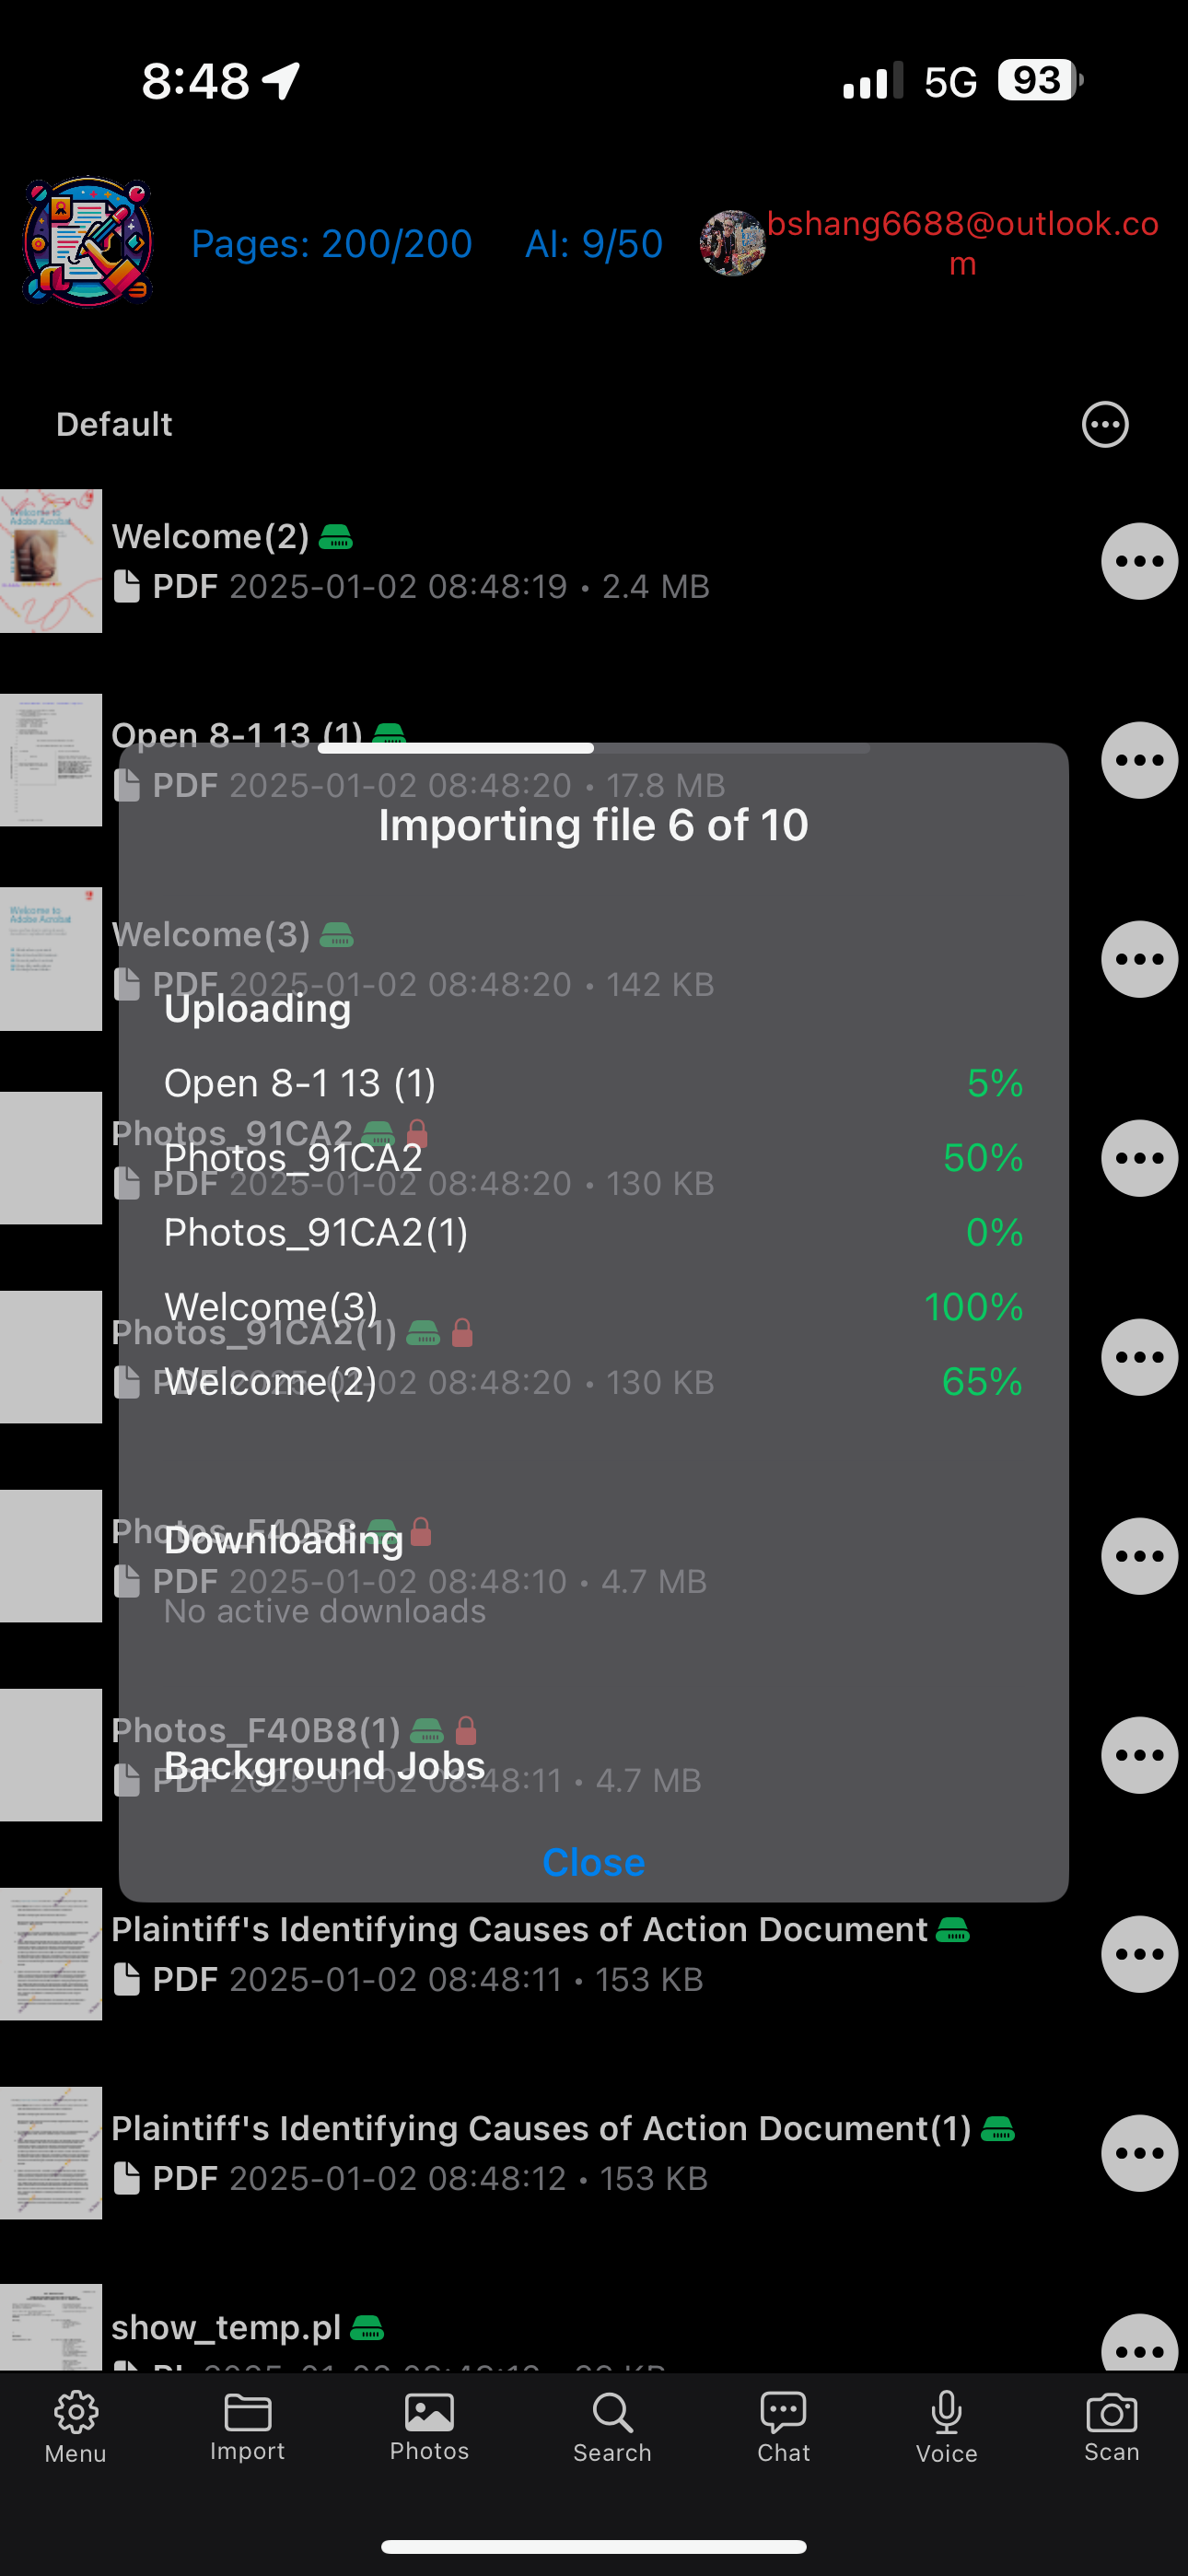 8:48
5G 93
Pages: 200/200 AI: 9/50 bshang6688@outlook.co
m
Default
Welcome(2)
PDF 2025-01-02 08:48:19 • 2.4 MB
Open 8-1 13 (1)
PDF 2025-01-02 08:48:20 • 17.8 MB
Importing file 6 of 10
Welcome(3)
PDF 2025-01-02 08:48:20 • 142 KB
Uploading
Open 8-1 13 (1) 5%
Photos_91CA2
Photos_91CA2 50%
PDF 2025-01-02 08:48:20 • 130 KB
Photos_91CA2(1) 0%
Welcome(3) 100%
Photos_91CA2(1)
Welcome(2) 65%
PDF 2025-01-02 08:48:20 • 130 KB
Photos_F40B8
Downloading
PDF 2025-01-02 08:48:10 • 4.7 MB
No active downloads
Photos_F40B8(1)
Background Jobs
PDF 2025-01-02 08:48:11 • 4.7 MB
Close
Plaintiff's Identifying Causes of Action Document
PDF 2025-01-02 08:48:11 • 153 KB
Plaintiff's Identifying Causes of Action Document(1)
PDF 2025-01-02 08:48:12 • 153 KB
show_temp.pl
Menu Import Photos Search Chat Voice Scan